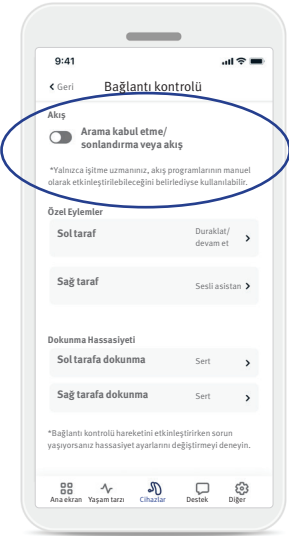 9:41
Geri Bağlantı kontrolü
Akış
Arama kabul etme/
sonlandırma veya akış
*Yalnızca işitme uzmanınız, akış programlarının manuel
olarak etkinleştirilebileceğini belirlediyse kullanılabilir.
Özel Eylemler
Sol taraf Duraklat/
devam et
Sağ taraf Sesli asistan
Dokunma Hassasiyeti
Sol tarafa dokunma Sert
Sağ tarafa dokunma Sert
*Bağlantı kontrolü hareketini etkinleştirirken sorun
yaşıyorsanız hassasiyet ayarlarını değiştirmeyi deneyin.
Ana ekran Yaşam tarzı Cihazlar Destek Diğer